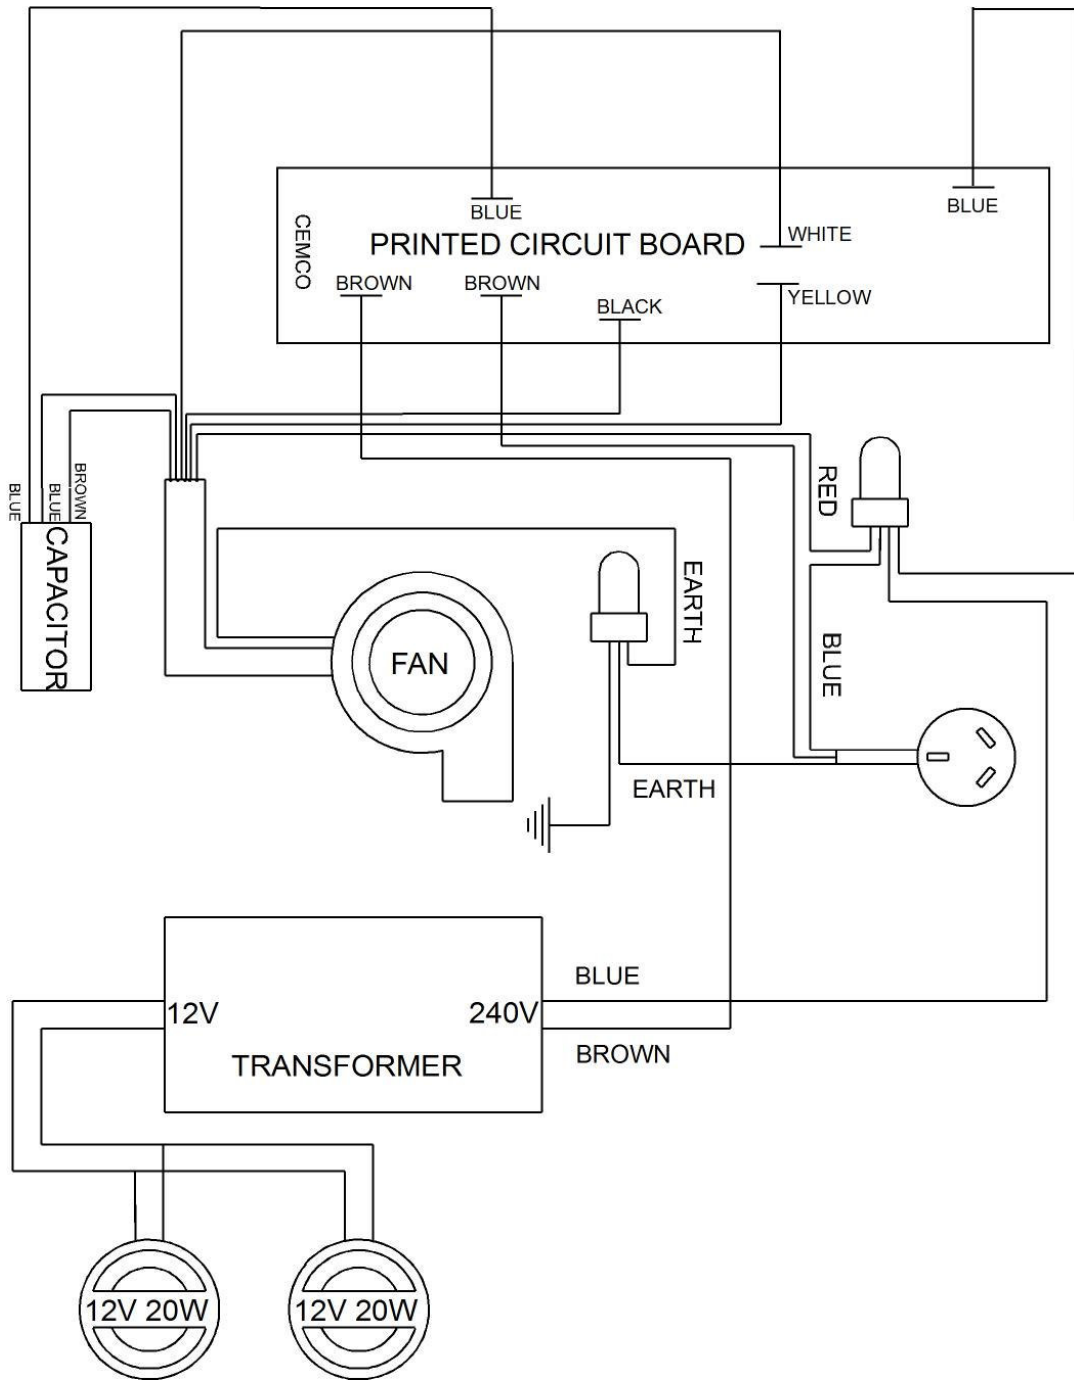 BLUE
BLUE
CEMCO
PRINTED CIRCUIT BOARD
WHITE
BROWN
BROWN
YELLOW
BLACK
BLUE
BLUE
BROWN
CAPACITOR
RED
EARTH
FAN
BLUE
EARTH
BLUE
12V
240V
BROWN
TRANSFORMER
12V 20W
12V 20W